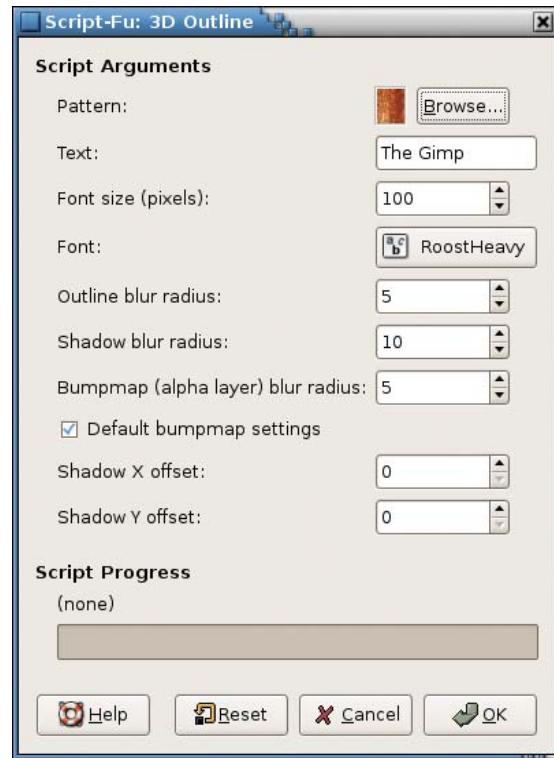 Script-Fu: 3D Outline
Script Arguments
Pattern: Browse...
Text: The Gimp
Font size (pixels): 100
Font: abc RoostHeavy
Outline blur radius: 5
Shadow blur radius: 10
Bumpmap (alpha layer) blur radius: 5
Default bumpmap settings
Shadow X offset: 0
Shadow Y offset: 0
Script Progress
(none)
Help Reset Cancel OK